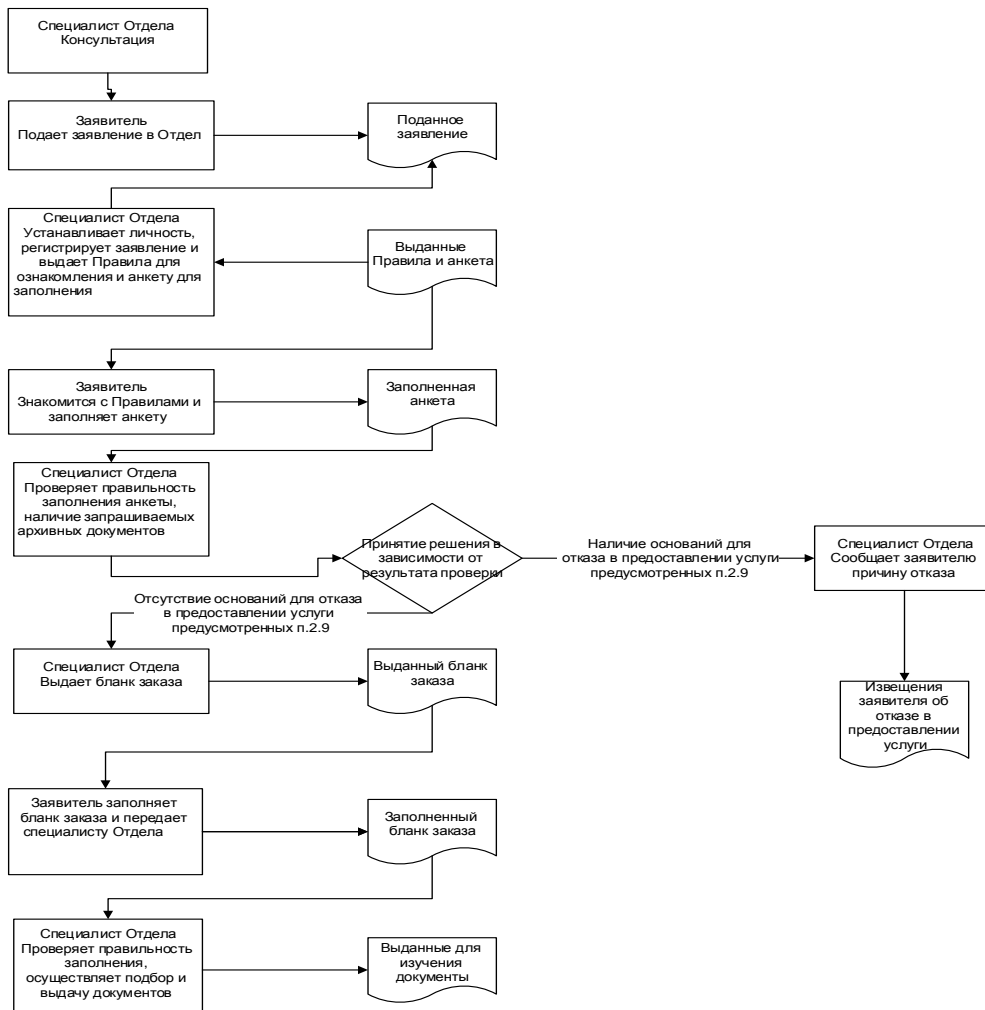 Специалист Отдела
Консультация
Заявитель
Подает заявление в Отдел
Поданное
заявление
Специалист Отдела
Устанавливает личность,
регистрирует заявление и
выдает Правила для
ознакомления и анкету для
заполнения
Выданные
Правила и анкета
Заявитель
Знакомится с Правилами и
заполняет анкету
Заполненная
анкета
Специалист Отдела
Проверяет правильность
заполнения анкеты,
наличие запрашиваемых
архивных документов
Принятие решения в
зависимости от
результата проверки
Наличие оснований для
отказа в предоставлении услуги
предусмотренных п.2.9
Специалист Отдела
Сообщает заявителю
причину отказа
Отсутствие оснований для отказа
в предоставлении услуги
предусмотренных п.2.9
Специалист Отдела
Выдает бланк заказа
Выданный бланк
заказа
Извещения
заявителя об
отказе в
предоставлении
услуги
Заявитель заполняет
бланк заказа и передает
специалисту Отдела
Заполненный
бланк заказа
Специалист Отдела
Проверяет правильность
заполнения,
осуществляет подбор и
выдачу документов
Выданные для
изучения
документы